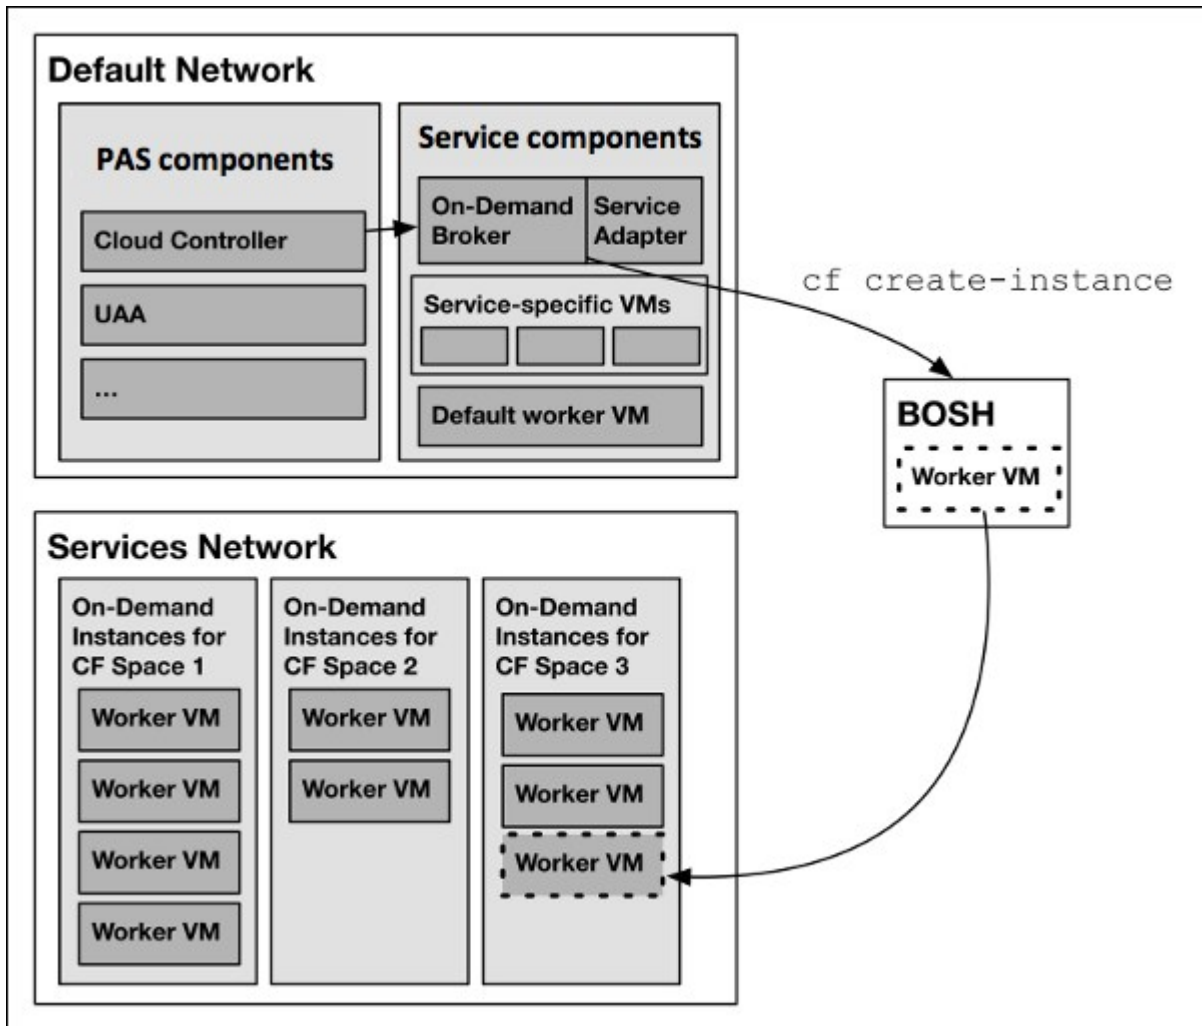 Default Network
PAS components
Cloud Controller
UAA
...
Service components
On-Demand
Broker
Service
Adapter
Service-specific VMs
Default worker VM
cf create-instance
BOSH
Worker VM
Services Network
On-Demand
Instances for
CF Space 1
Worker VM
Worker VM
Worker VM
Worker VM
On-Demand
Instances for
CF Space 2
Worker VM
Worker VM
On-Demand
Instances for
CF Space 3
Worker VM
Worker VM
Worker VM